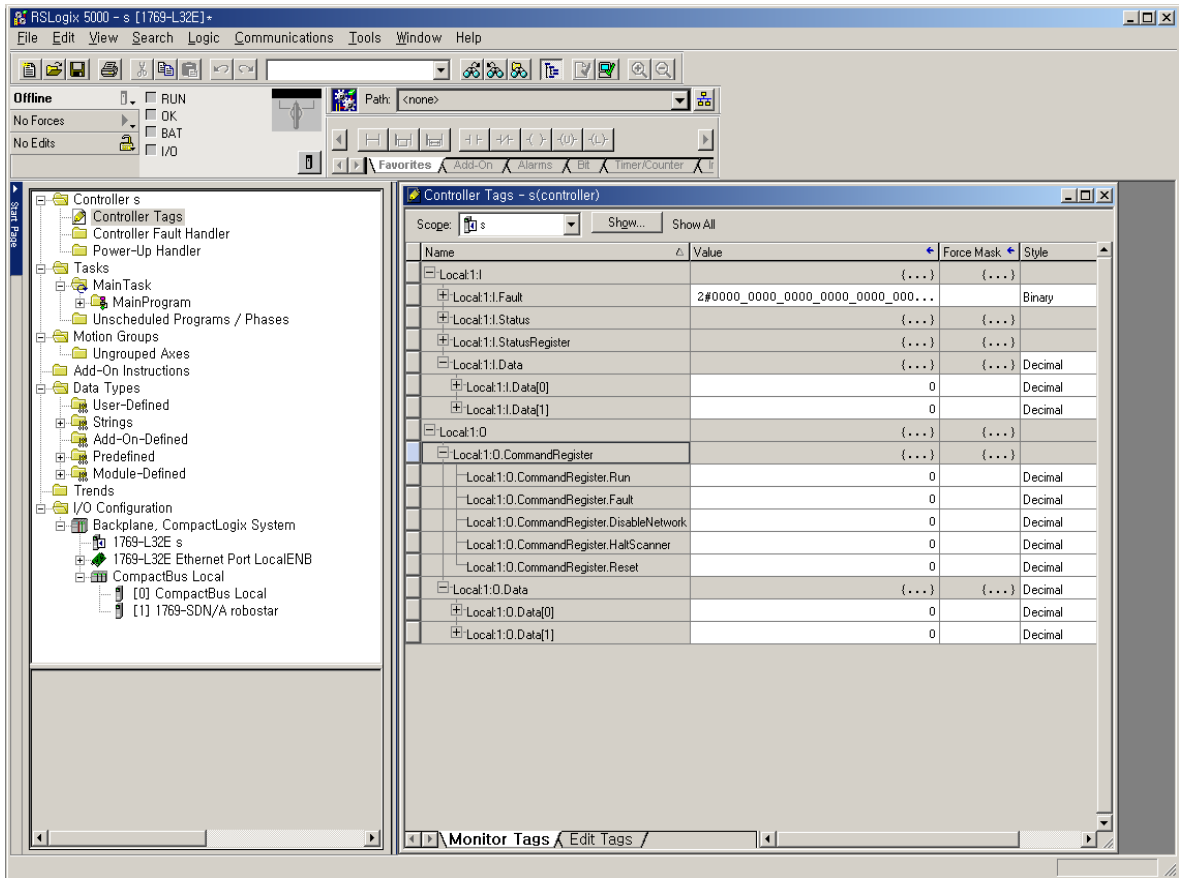 RSLogix 5000 - s [1769-L32E]*
File Edit View Search Logic Communications Tools Window Help
Offline
RUN
No Forces
OK
BAT
No Edits
I/O
Path: <none>
Favorites Add-On Alarms Bit Timer/Counter
Start Page
Controller s
Controller Tags
Controller Fault Handler
Power-Up Handler
Tasks
MainTask
MainProgram
Unscheduled Programs / Phases
Motion Groups
Ungrouped Axes
Add-On Instructions
Data Types
User-Defined
Strings
Add-On-Defined
Predefined
Module-Defined
Trends
I/O Configuration
Backplane, CompactLogix System
1769-L32E s
1769-L32E Ethernet Port LocalENB
CompactBus Local
[0] CompactBus Local
[1] 1769-SDN/A robostar
Controller Tags - s(controller)
Scope: s Show... Show All
Name Value Force Mask Style
Local:1:I {...} {...}
Local:1:I.Fault 2#0000_0000_0000_0000_0000_000... Binary
Local:1:I.Status {...} {...}
Local:1:I.StatusRegister {...} {...}
Local:1:I.Data {...} {...} Decimal
Local:1:I.Data[0] 0 Decimal
Local:1:I.Data[1] 0 Decimal
Local:1:O {...} {...}
Local:1:O.CommandRegister {...} {...}
Local:1:O.CommandRegister.Run 0 Decimal
Local:1:O.CommandRegister.Fault 0 Decimal
Local:1:O.CommandRegister.DisableNetwork 0 Decimal
Local:1:O.CommandRegister.HaltScanner 0 Decimal
Local:1:O.CommandRegister.Reset 0 Decimal
Local:1:O.Data {...} {...} Decimal
Local:1:O.Data[0] 0 Decimal
Local:1:O.Data[1] 0 Decimal
Monitor Tags Edit Tags